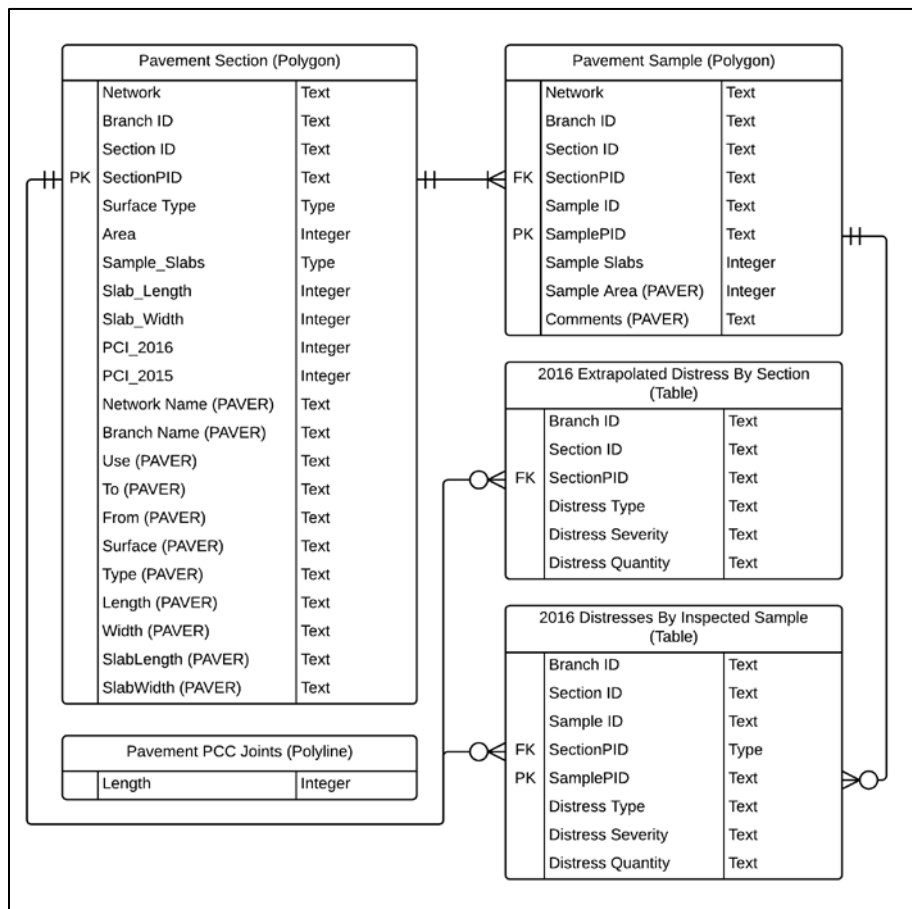 Pavement Section (Polygon)
Network Text
Branch ID Text
Section ID Text
PK SectionPID Text
Surface Type Type
Area Integer
Sample_Slabs Type
Slab_Length Integer
Slab_Width Integer
PCI_2016 Integer
PCI_2015 Integer
Network Name (PAVER) Text
Branch Name (PAVER) Text
Use (PAVER) Text
To (PAVER) Text
From (PAVER) Text
Surface (PAVER) Text
Type (PAVER) Text
Length (PAVER) Text
Width (PAVER) Text
SlabLength (PAVER) Text
SlabWidth (PAVER) Text
Pavement PCC Joints (Polyline)
Length Integer
Pavement Sample (Polygon)
Network Text
Branch ID Text
Section ID Text
FK SectionPID Text
Sample ID Text
PK SamplePID Text
Sample Slabs Integer
Sample Area (PAVER) Integer
Comments (PAVER) Text
2016 Extrapolated Distress By Section
(Table)
Branch ID Text
Section ID Text
FK SectionPID Text
Distress Type Text
Distress Severity Text
Distress Quantity Text
2016 Distresses By Inspected Sample
(Table)
Branch ID Text
Section ID Text
Sample ID Text
FK SectionPID Type
PK SamplePID Text
Distress Type Text
Distress Severity Text
Distress Quantity Text